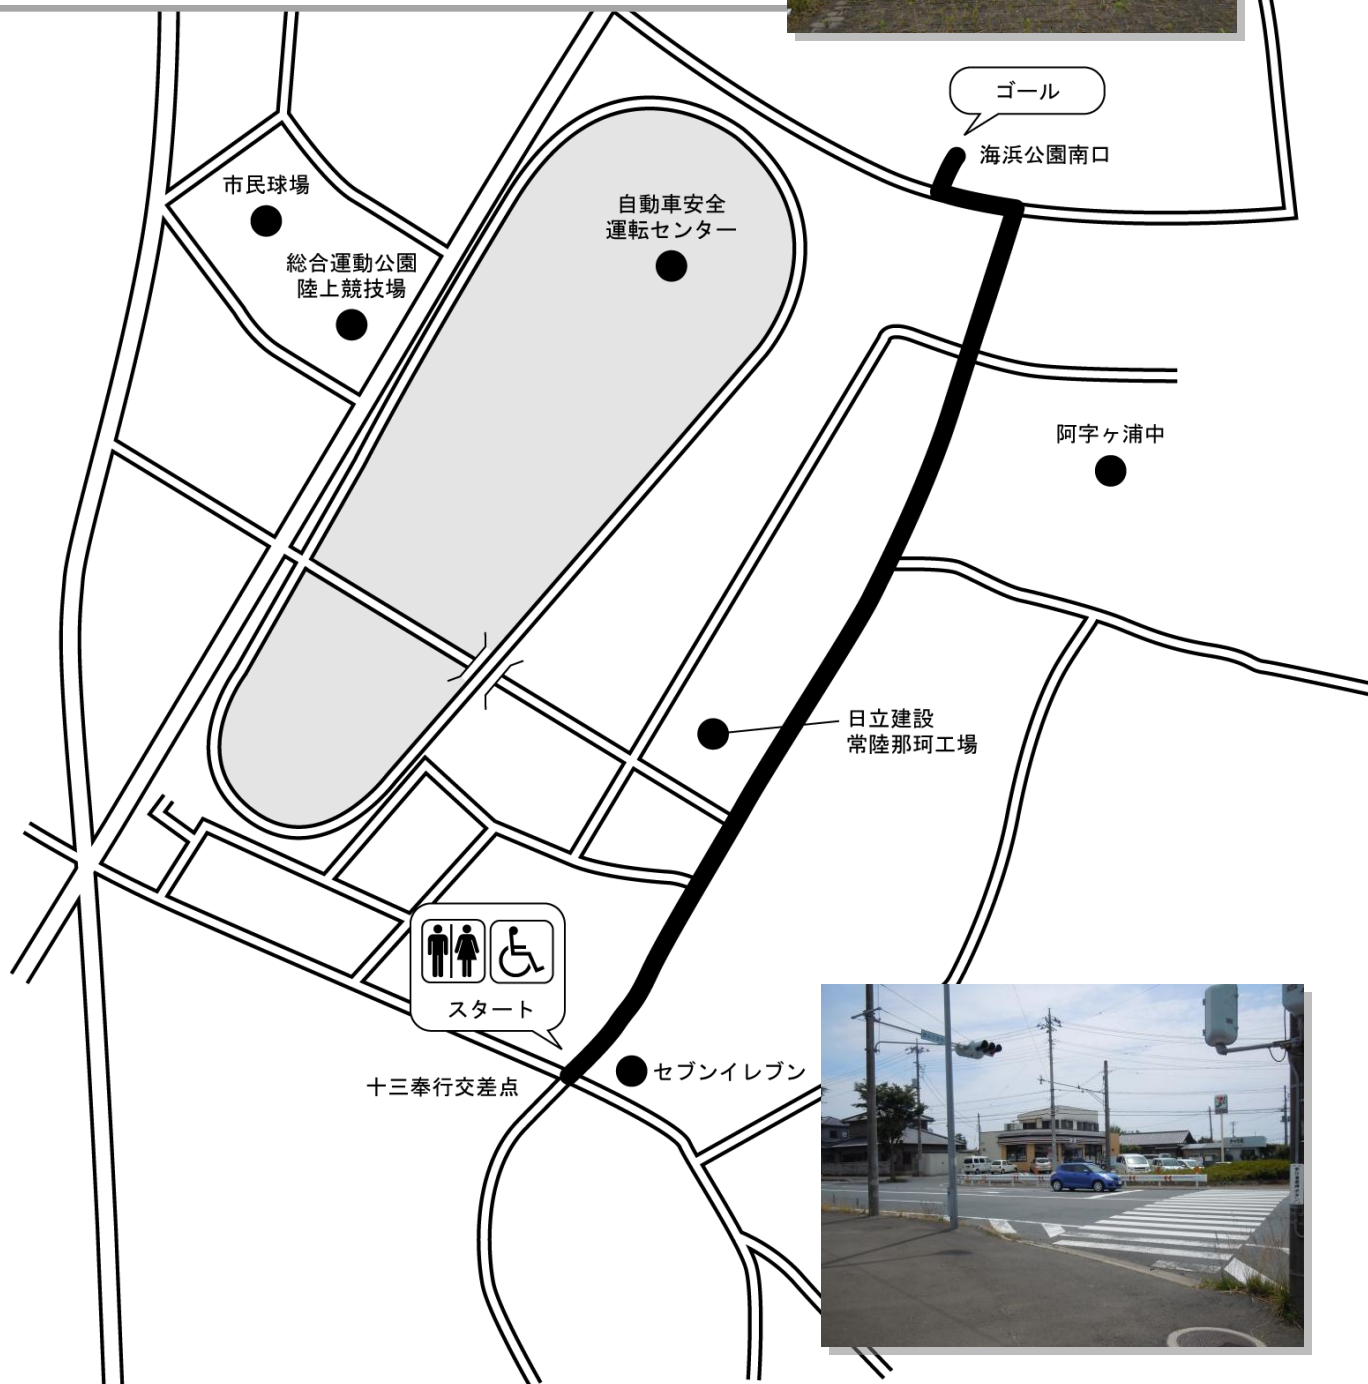 ゴール
海浜公園南口
市民球場
自動車安全
運転センター
総合運動公園
陸上競技場
阿字ヶ浦中
日立建設
常陸那珂工場
スタート
セブンイレブン
十三奉行交差点